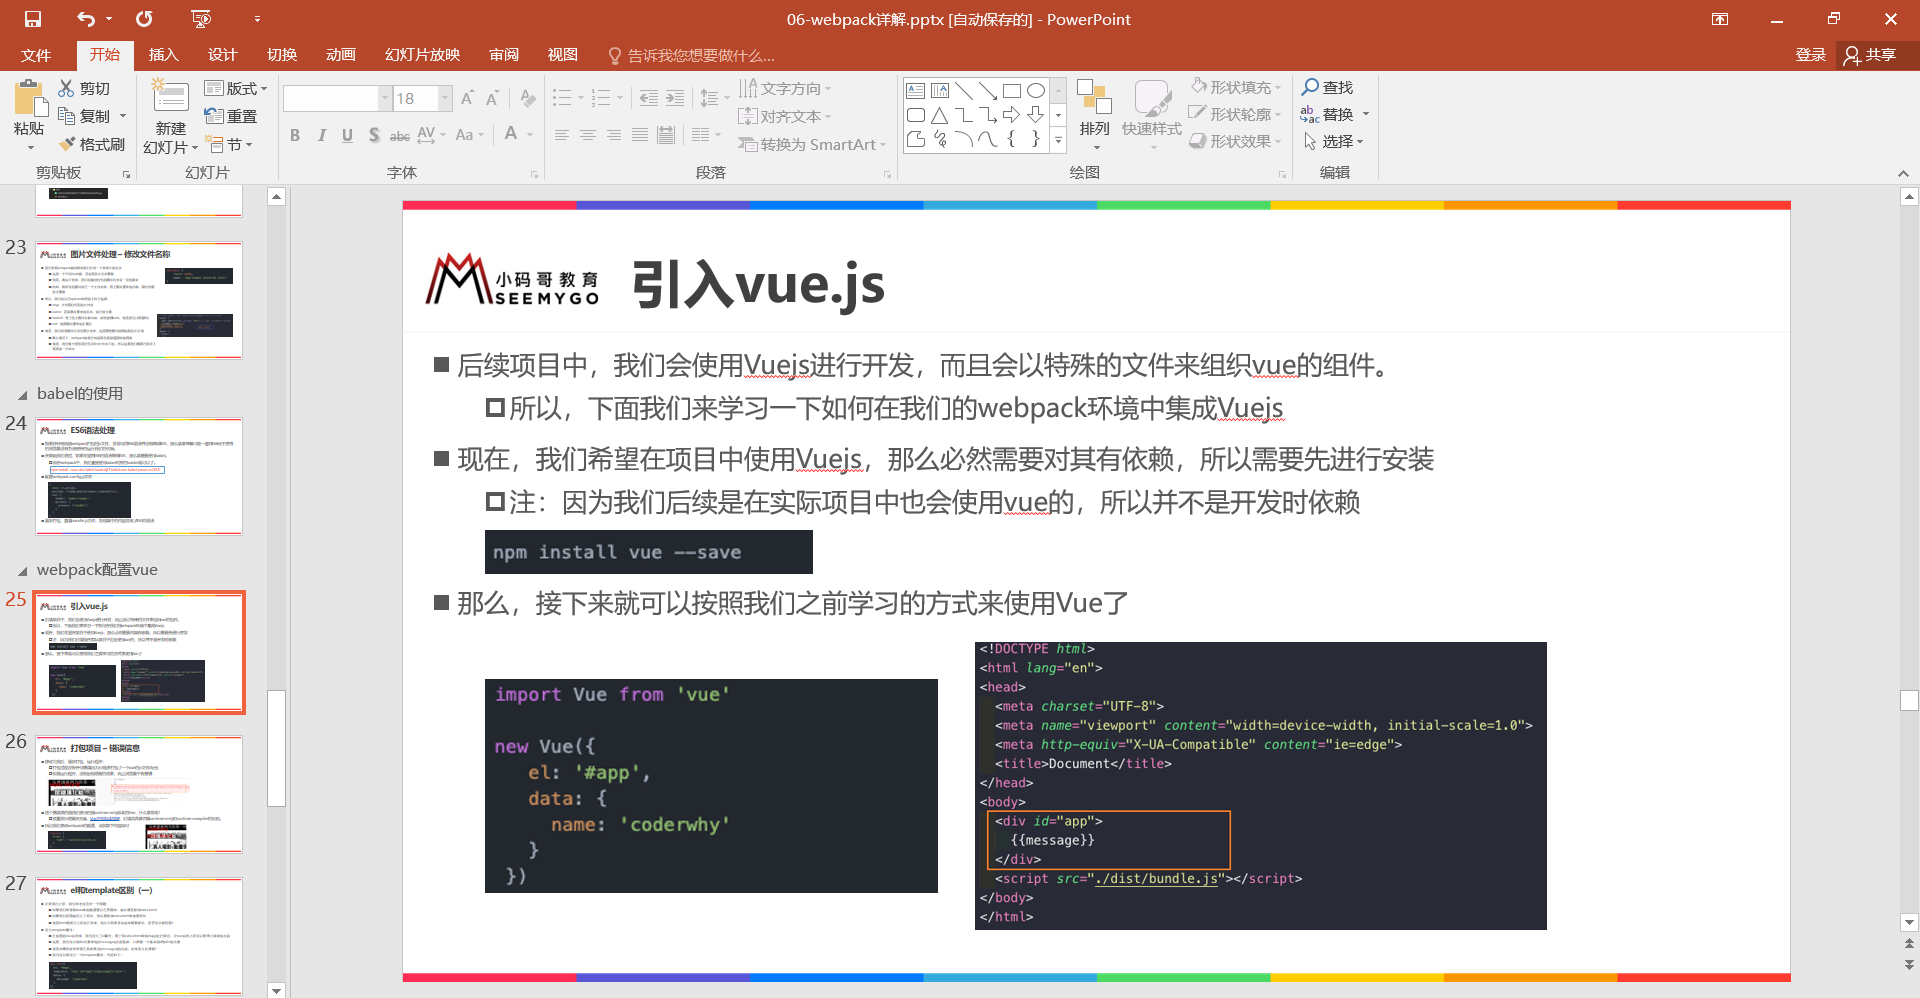 06-webpack详解.pptx [自动保存的] - PowerPoint
文件 开始 插入 设计 切换 动画 幻灯片放映 审阅 视图 告诉我您想要做什么... 登录 共享
粘贴 剪切 复制 格式刷 剪贴板
新建幻灯片 版式 重置 节 幻灯片
18
B I U S abc AV Aa A 字体
文字方向 对齐文本 转换为 SmartArt 段落
排列 快速样式 形状填充 形状轮廓 形状效果 绘图
查找 替换 选择 编辑
23
图片文件处理 – 修改文件名称
babel的使用
24
ES6语法处理
webpack配置vue
25
引入vue.js
26
打包项目 – 错误信息
27
el和template区别（一）
小码哥教育
SEEMYGO
引入vue.js
后续项目中，我们会使用Vuejs进行开发，而且会以特殊的文件来组织vue的组件。
所以，下面我们来学习一下如何在我们的webpack环境中集成Vuejs
现在，我们希望在项目中使用Vuejs，那么必然需要对其有依赖，所以需要先进行安装
注：因为我们后续是在实际项目中也会使用vue的，所以并不是开发时依赖
npm install vue --save
那么，接下来就可以按照我们之前学习的方式来使用Vue了
import Vue from 'vue'
new Vue({
el: '#app',
data: {
name: 'coderwhy'
}
})
<!DOCTYPE html>
<html lang="en">
<head>
<meta charset="UTF-8">
<meta name="viewport" content="width=device-width, initial-scale=1.0">
<meta http-equiv="X-UA-Compatible" content="ie=edge">
<title>Document</title>
</head>
<body>
<div id="app">
{{message}}
</div>
<script src="./dist/bundle.js"></script>
</body>
</html>